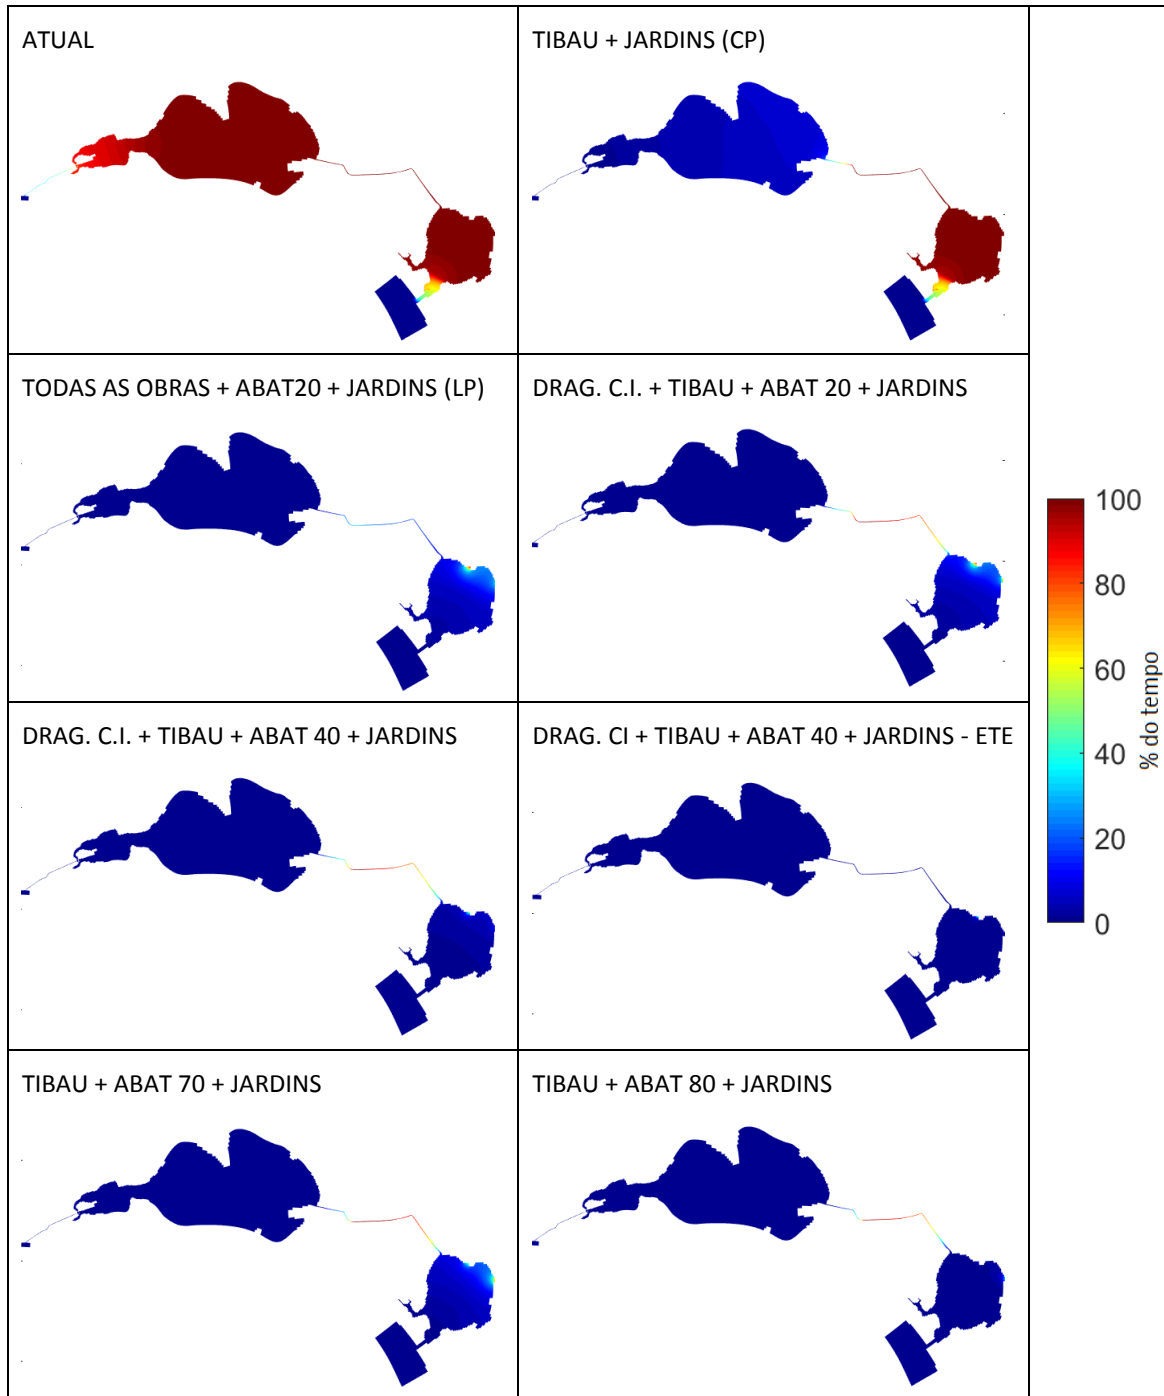 ATUAL
TIBAU + JARDINS (CP)
TODAS AS OBRAS + ABAT20 + JARDINS (LP)
DRAG. C.I. + TIBAU + ABAT 20 + JARDINS
DRAG. C.I. + TIBAU + ABAT 40 + JARDINS
DRAG. CI + TIBAU + ABAT 40 + JARDINS - ETE
TIBAU + ABAT 70 + JARDINS
TIBAU + ABAT 80 + JARDINS
100
80
60
40
20
0
% do tempo